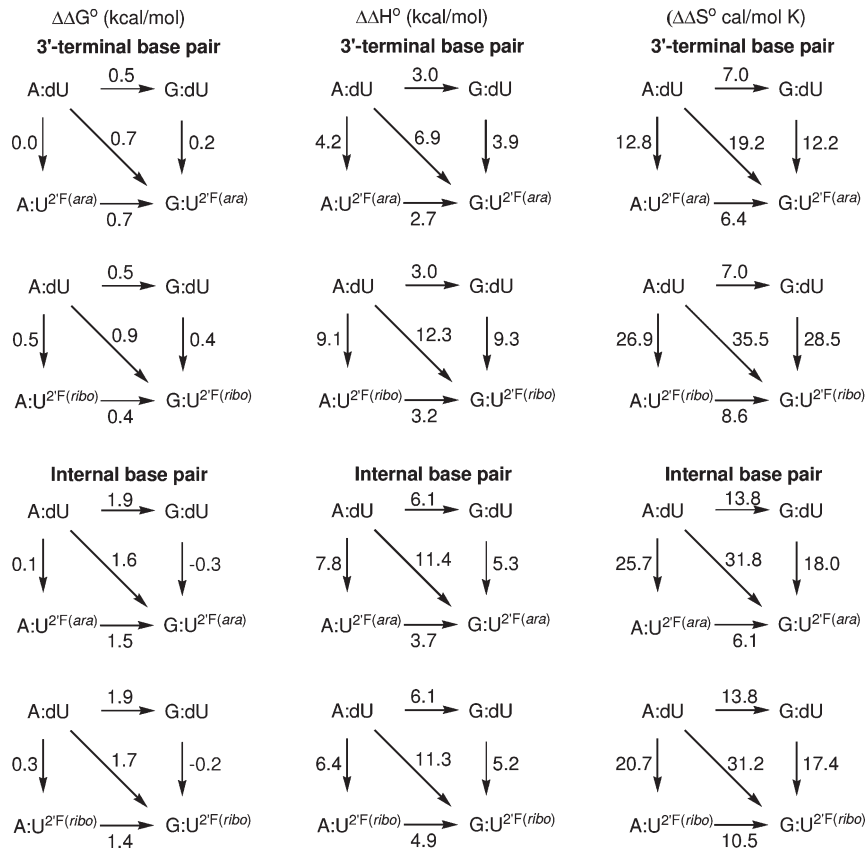 ΔΔG° (kcal/mol) ΔΔH° (kcal/mol) (ΔΔS° cal/mol K)
3'-terminal base pair 3'-terminal base pair 3'-terminal base pair
A:dU 0.5 G:dU A:dU 3.0 G:dU A:dU 7.0 G:dU
0.0 0.7 0.2 4.2 6.9 3.9 12.8 19.2 12.2
A:U2'F(ara) G:U2'F(ara) A:U2'F(ara) G:U2'F(ara) A:U2'F(ara) G:U2'F(ara)
0.7 2.7 6.4
A:dU 0.5 G:dU A:dU 3.0 G:dU A:dU 7.0 G:dU
0.5 0.9 0.4 9.1 12.3 9.3 26.9 35.5 28.5
A:U2'F(ribo) G:U2'F(ribo) A:U2'F(ribo) G:U2'F(ribo) A:U2'F(ribo) G:U2'F(ribo)
0.4 3.2 8.6
Internal base pair Internal base pair Internal base pair
A:dU 1.9 G:dU A:dU 6.1 G:dU A:dU 13.8 G:dU
0.1 1.6 -0.3 7.8 11.4 5.3 25.7 31.8 18.0
A:U2'F(ara) G:U2'F(ara) A:U2'F(ara) G:U2'F(ara) A:U2'F(ara) G:U2'F(ara)
1.5 3.7 6.1
A:dU 1.9 G:dU A:dU 6.1 G:dU A:dU 13.8 G:dU
0.3 1.7 -0.2 6.4 11.3 5.2 20.7 31.2 17.4
A:U2'F(ribo) G:U2'F(ribo) A:U2'F(ribo) G:U2'F(ribo) A:U2'F(ribo) G:U2'F(ribo)
1.4 4.9 10.5